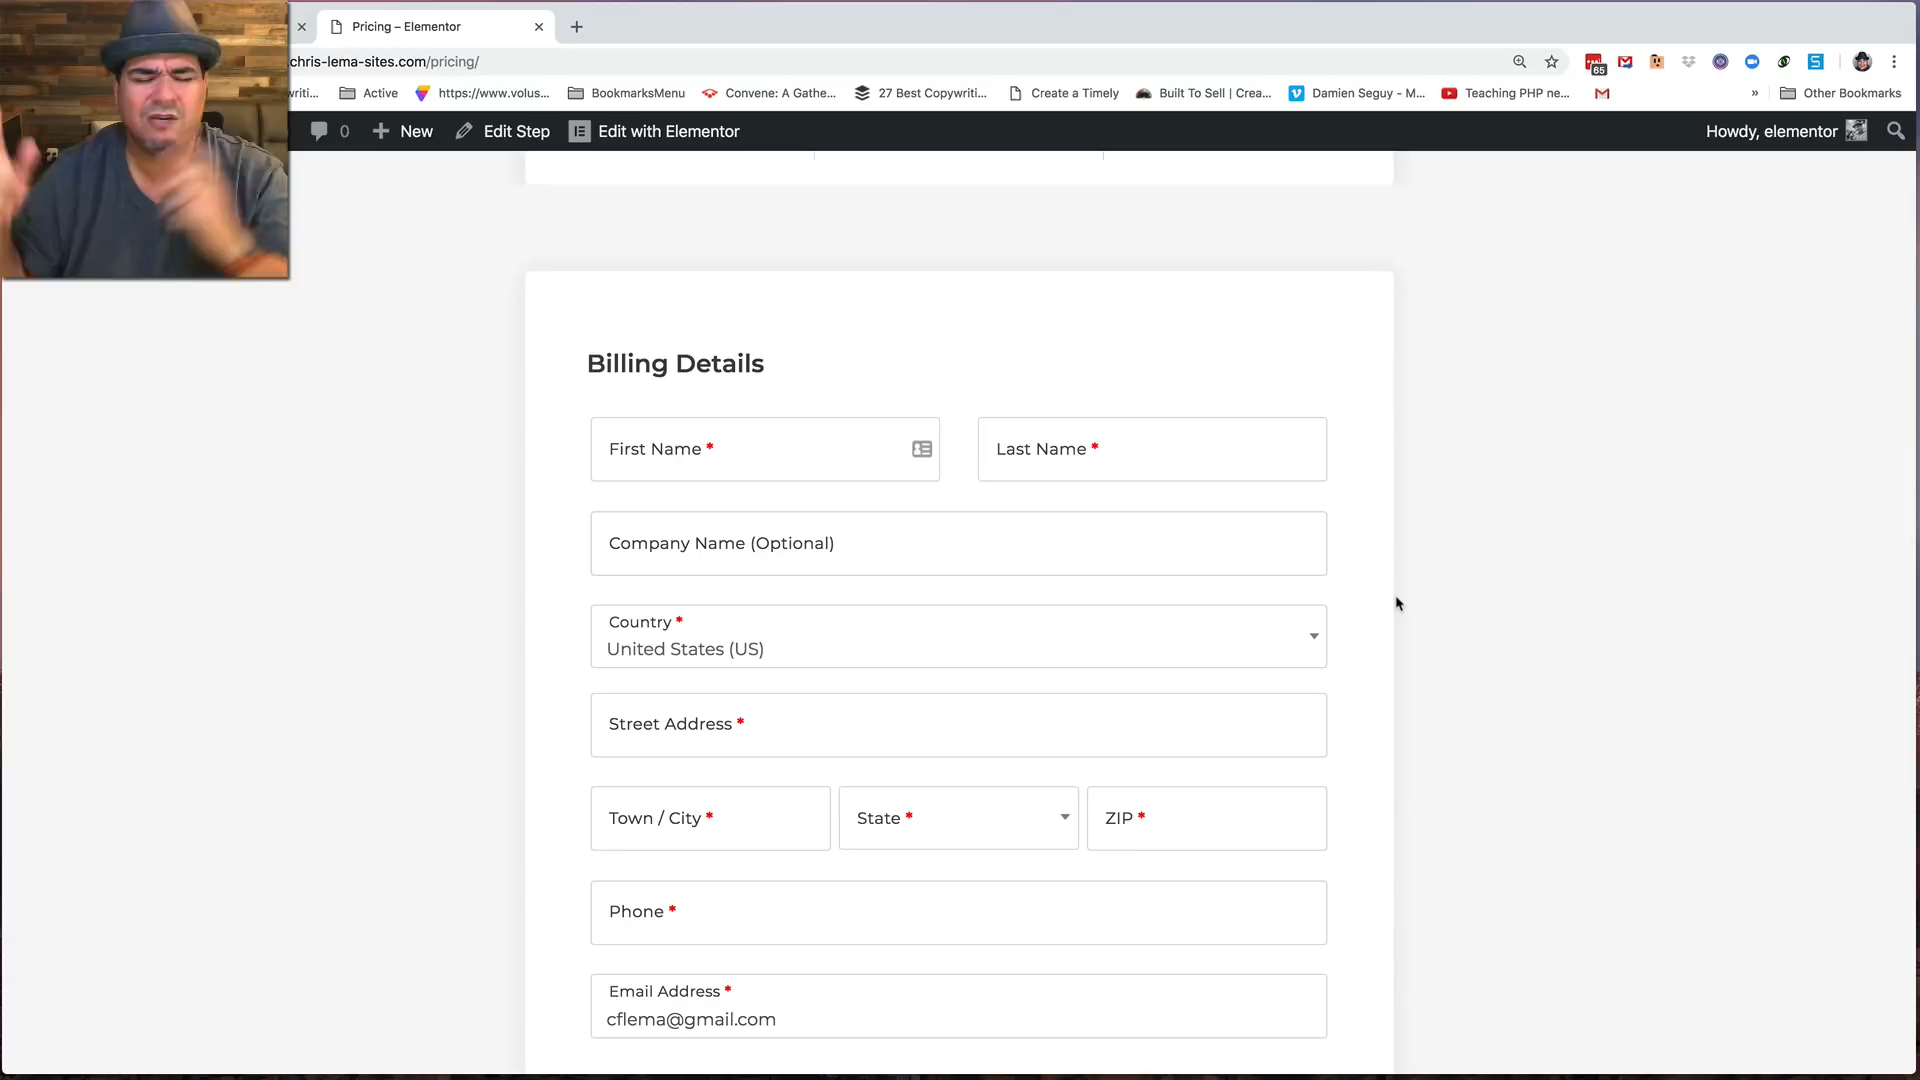 Pricing – Elementor
chris-lema-sites.com/pricing/
65
writi...
Active
https://www.volus...
BookmarksMenu
Convene: A Gathe...
27 Best Copywriti...
Create a Timely
Built To Sell | Crea...
Damien Seguy - M...
Teaching PHP ne...
»
Other Bookmarks
0
New
Edit Step
Edit with Elementor
Howdy, elementor
Billing Details
First Name *
Last Name *
Company Name (Optional)
Country *
United States (US)
Street Address *
Town / City *
State *
ZIP *
Phone *
Email Address *
cflema@gmail.com